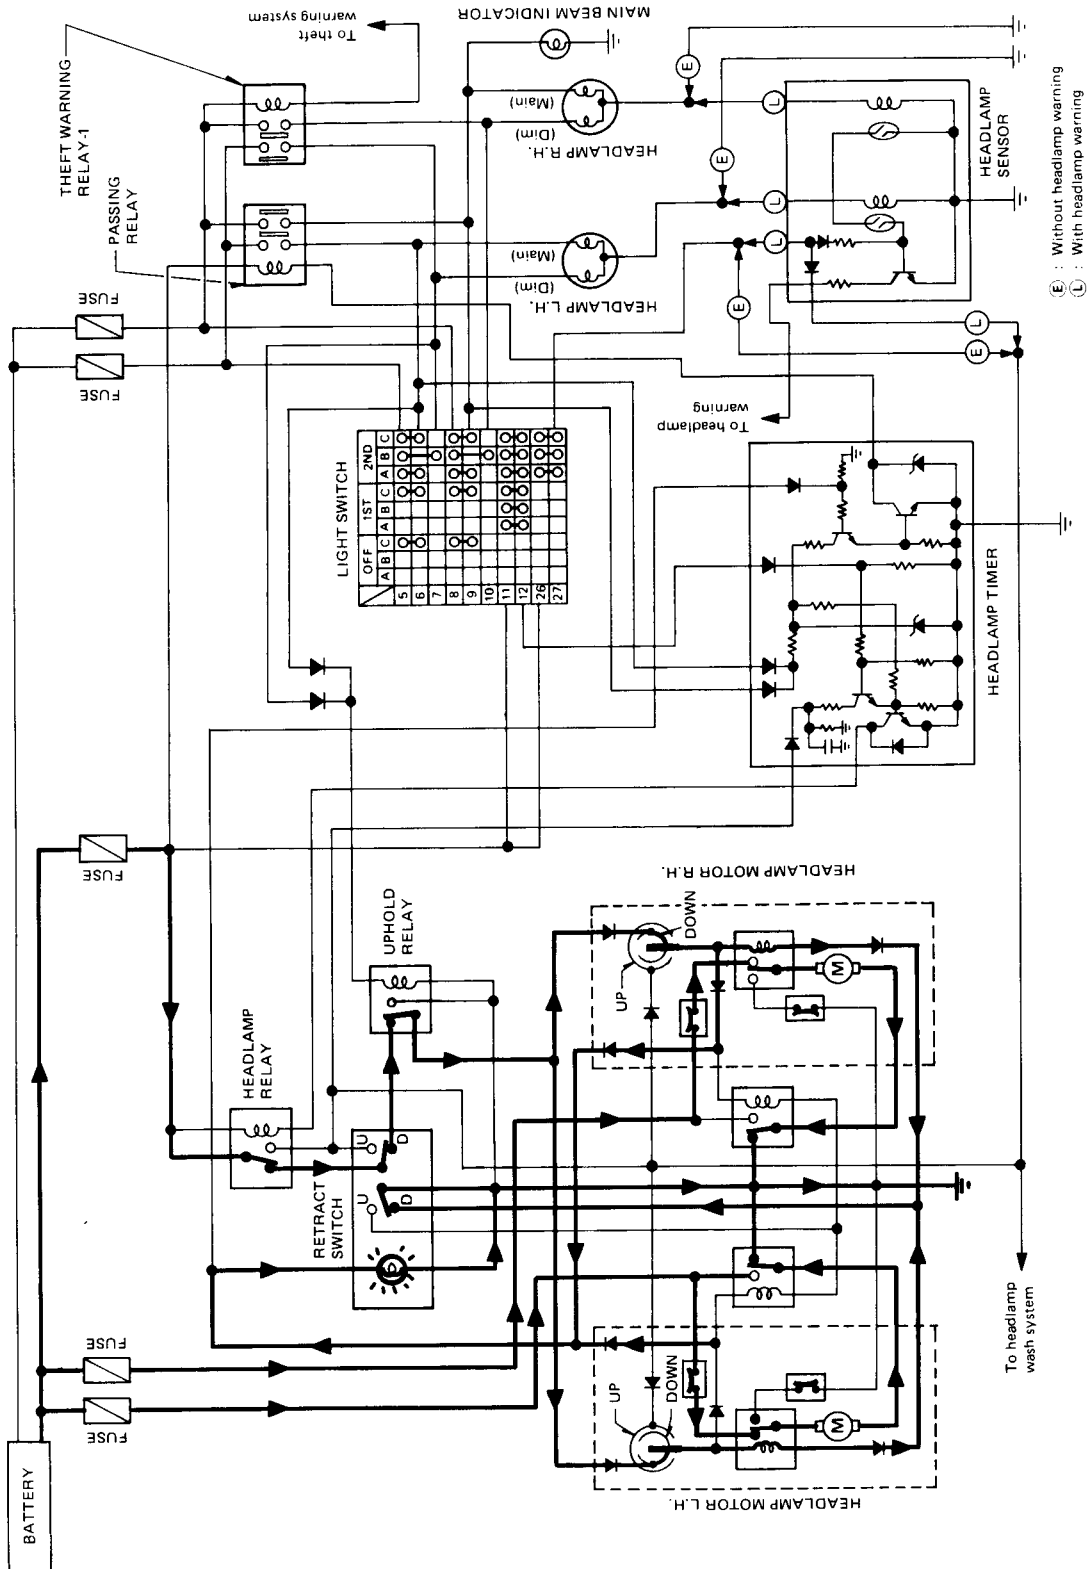 BATTERY
FUSE
FUSE
FUSE
FUSE
FUSE
THEFT WARNING
RELAY-1
PASSING
RELAY
To theft
warning system
MAIN BEAM INDICATOR
(Main)
(Dim)
HEADLAMP R.H.
(Main)
(Dim)
HEADLAMP L.H.
E
E
E
E
L
L
L
L
HEADLAMP
SENSOR
E : Without headlamp warning
L : With headlamp warning
LIGHT SWITCH
OFF
1ST
2ND
A B C A B C A B C
5
6
7
8
9
10
11
12
26
27
To headlamp
warning
HEADLAMP TIMER
HEADLAMP
RELAY
UPHOLD
RELAY
RETRACT
SWITCH
U
D
U
D
HEADLAMP MOTOR R.H.
UP
DOWN
M
HEADLAMP MOTOR L.H.
UP
DOWN
M
To headlamp
wash system